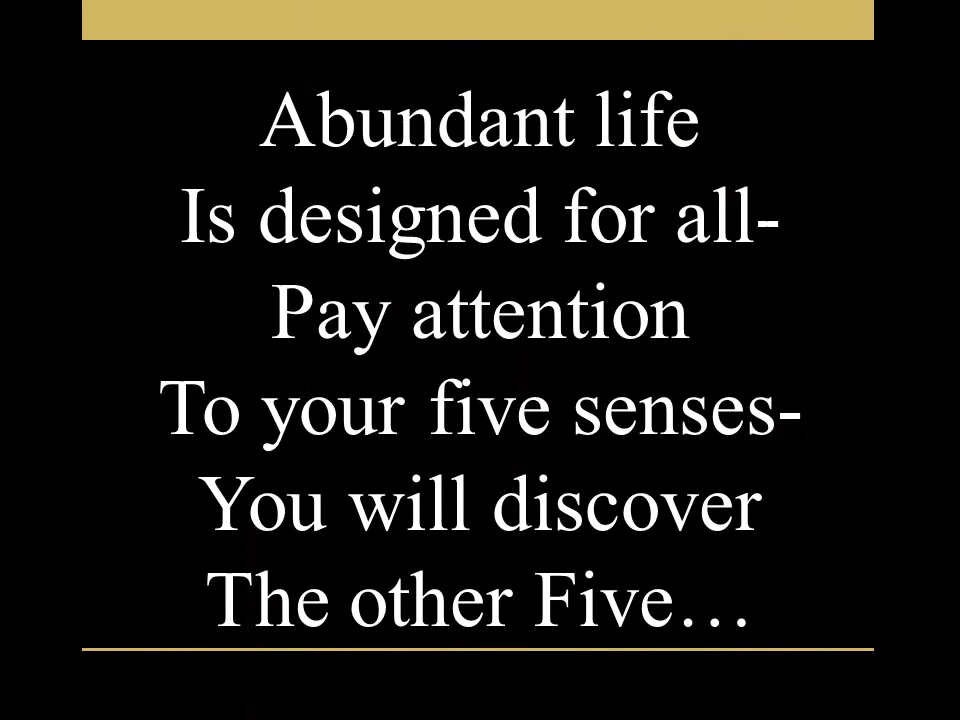 Abundant life
Is designed for all-
Pay attention
To your five senses-
You will discover
The other Five…